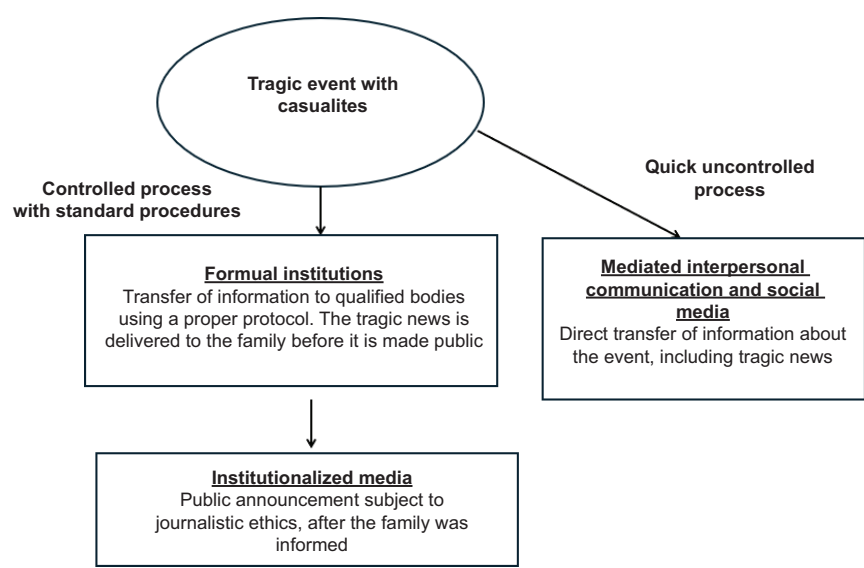 Tragic event with
casualites
Controlled process
with standard procedures
Quick uncontrolled
process
Formual institutions
Transfer of information to qualified bodies
using a proper protocol. The tragic news is
delivered to the family before it is made public
Mediated interpersonal
communication and social
media
Direct transfer of information about
the event, including tragic news
Institutionalized media
Public announcement subject to
journalistic ethics, after the family was
informed